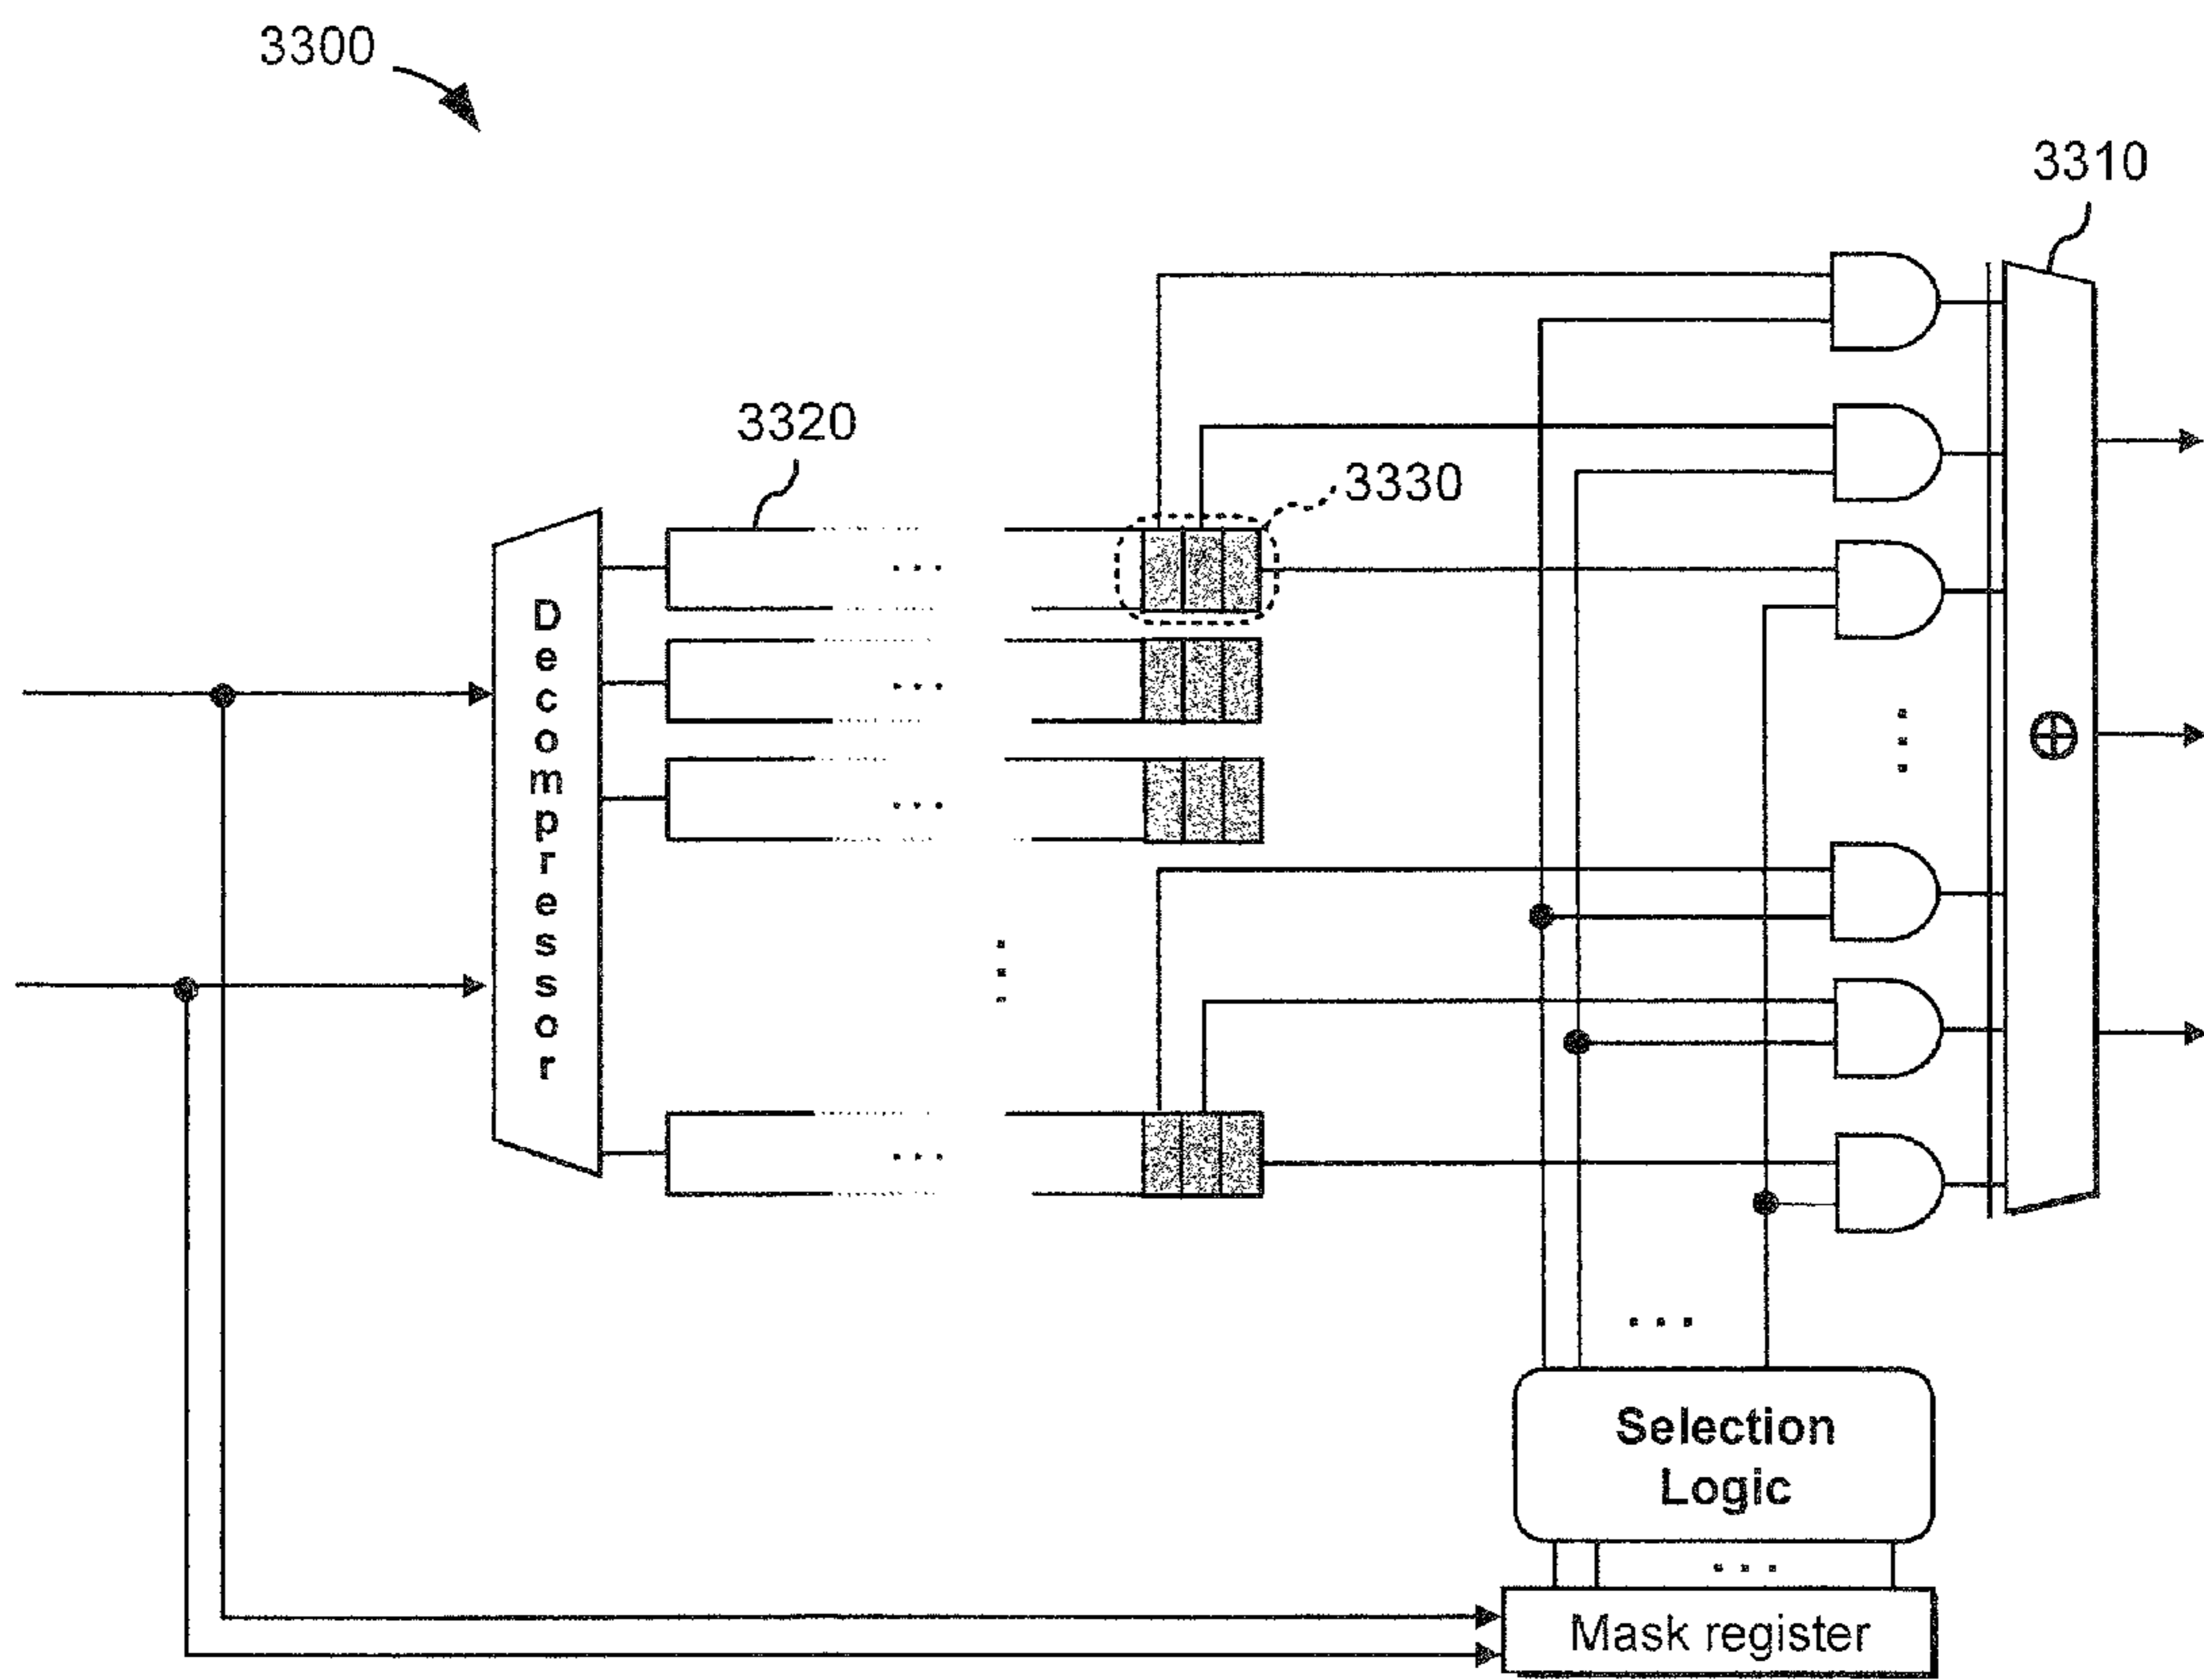 3300
3310
3320
3330
Decompressor
Selection
Logic
Mask register